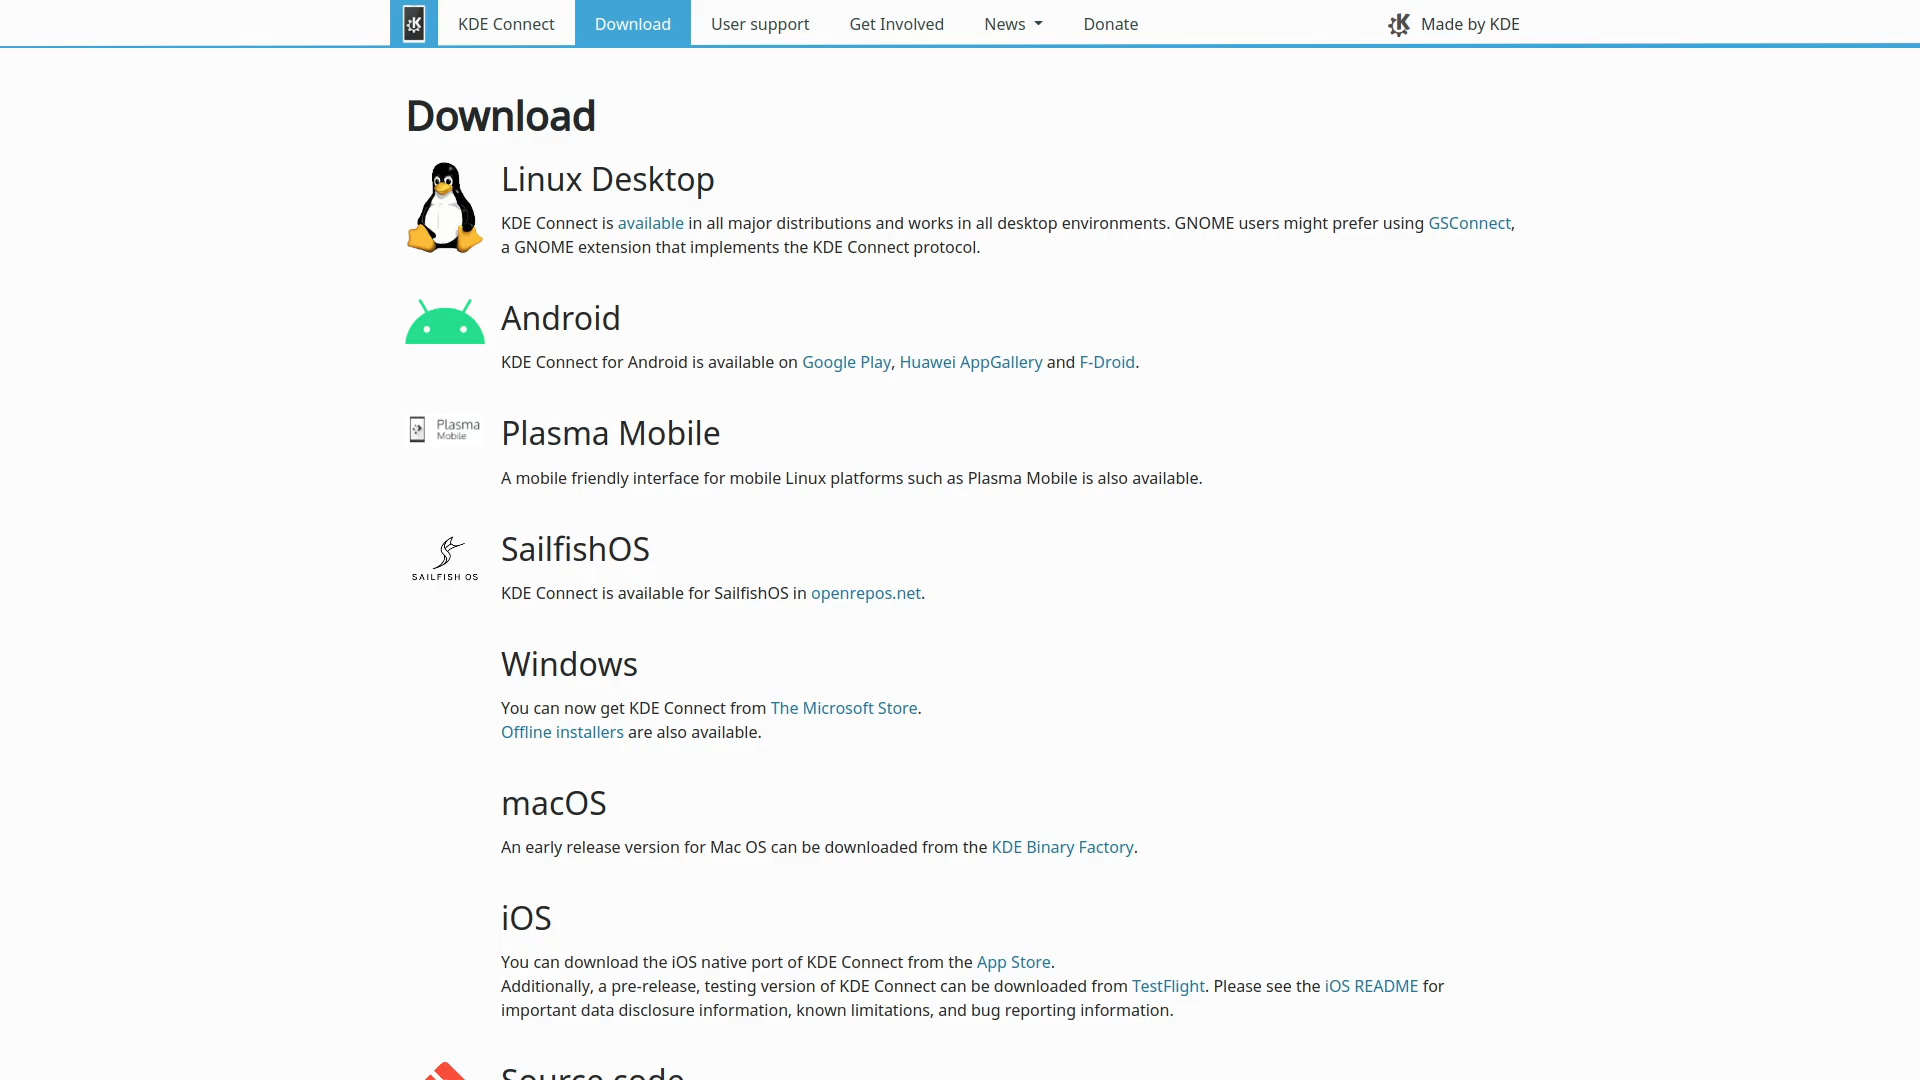 KDE Connect
Download
User support
Get Involved
News
Donate
Made by KDE
Download
Linux Desktop
KDE Connect is available in all major distributions and works in all desktop environments. GNOME users might prefer using GSConnect,
a GNOME extension that implements the KDE Connect protocol.
Android
KDE Connect for Android is available on Google Play, Huawei AppGallery and F-Droid.
Plasma
Mobile
Plasma Mobile
A mobile friendly interface for mobile Linux platforms such as Plasma Mobile is also available.
SAILFISH OS
SailfishOS
KDE Connect is available for SailfishOS in openrepos.net.
Windows
You can now get KDE Connect from The Microsoft Store.
Offline installers are also available.
macOS
An early release version for Mac OS can be downloaded from the KDE Binary Factory.
iOS
You can download the iOS native port of KDE Connect from the App Store.
Additionally, a pre-release, testing version of KDE Connect can be downloaded from TestFlight. Please see the iOS README for
important data disclosure information, known limitations, and bug reporting information.
Source code